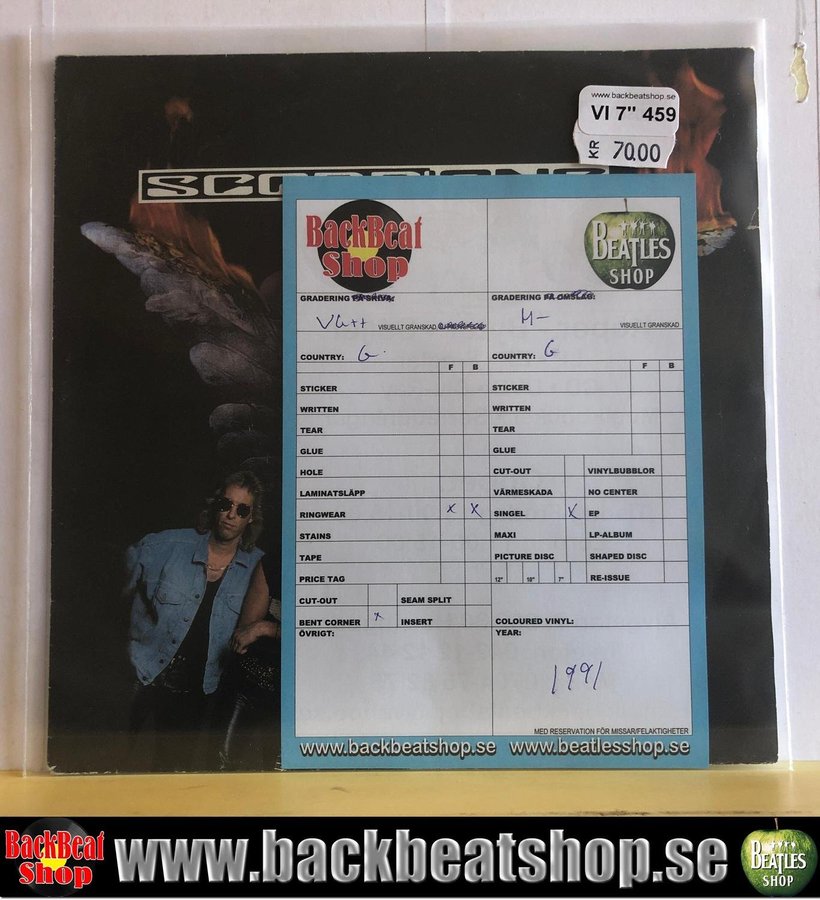 www.backbeatshop.se
VI 7" 459
KR 70.00
SCORPIONS
BackBeat
Shop
BEATLES
SHOP
GRADERING PÅ SKIVA:
VG++ VISUELLT GRANSKAD
COUNTRY: G.
F B
STICKER
WRITTEN
TEAR
GLUE
HOLE
LAMINATSLÄPP
RINGWEAR X X
STAINS
TAPE
PRICE TAG
CUT-OUT SEAM SPLIT
BENT CORNER X INSERT
ÖVRIGT:
GRADERING PÅ OMSLAG:
M- VISUELLT GRANSKAD
COUNTRY: G
F B
STICKER
WRITTEN
TEAR
GLUE
CUT-OUT VINYLBUBBLOR
VÄRMESKADA NO CENTER
SINGEL X EP
MAXI LP-ALBUM
PICTURE DISC SHAPED DISC
12" 10" 7" RE-ISSUE
COLOURED VINYL:
YEAR:
1991
MED RESERVATION FÖR MISSAR/FELAKTIGHETER
www.backbeatshop.se www.beatlesshop.se
BackBeat
Shop
www.backbeatshop.se
BEATLES
SHOP